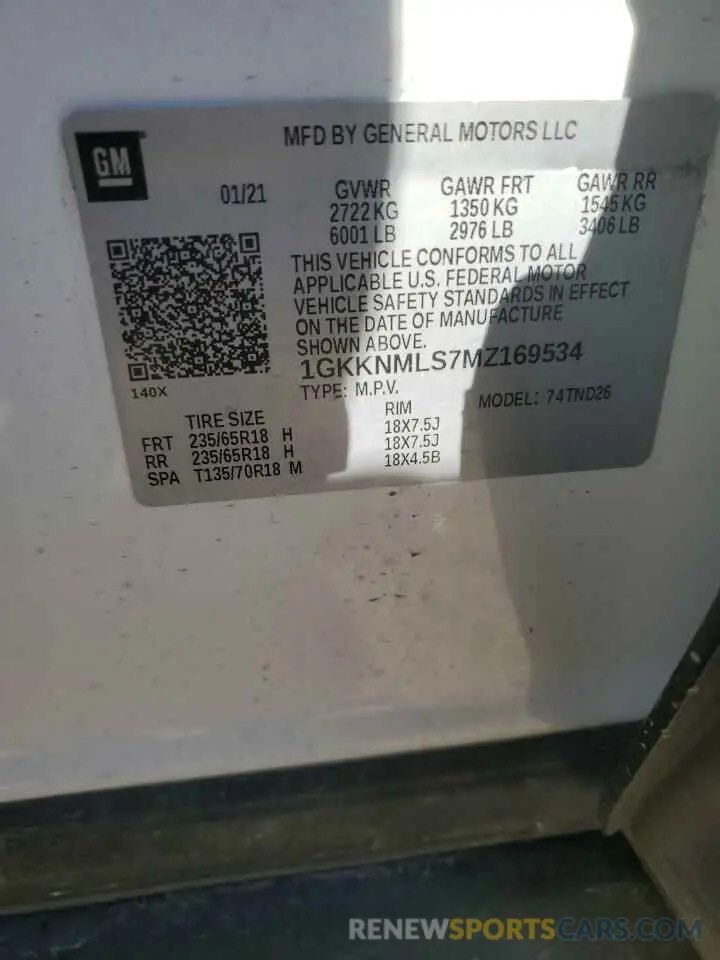 MFD BY GENERAL MOTORS LLC
GM
01/21 GVWR GAWR FRT GAWR RR
2722 KG 1350 KG 1545 KG
6001 LB 2976 LB 3406 LB
THIS VEHICLE CONFORMS TO ALL
APPLICABLE U.S. FEDERAL MOTOR
VEHICLE SAFETY STANDARDS IN EFFECT
ON THE DATE OF MANUFACTURE
SHOWN ABOVE.
1GKKNMLS7MZ169534
140X
TYPE: M.P.V. MODEL: 74TND26
TIRE SIZE RIM
FRT 235/65R18 H 18X7.5J
RR 235/65R18 H 18X7.5J
SPA T135/70R18 M 18X4.5B
RENEWSPORTSCARS.COM